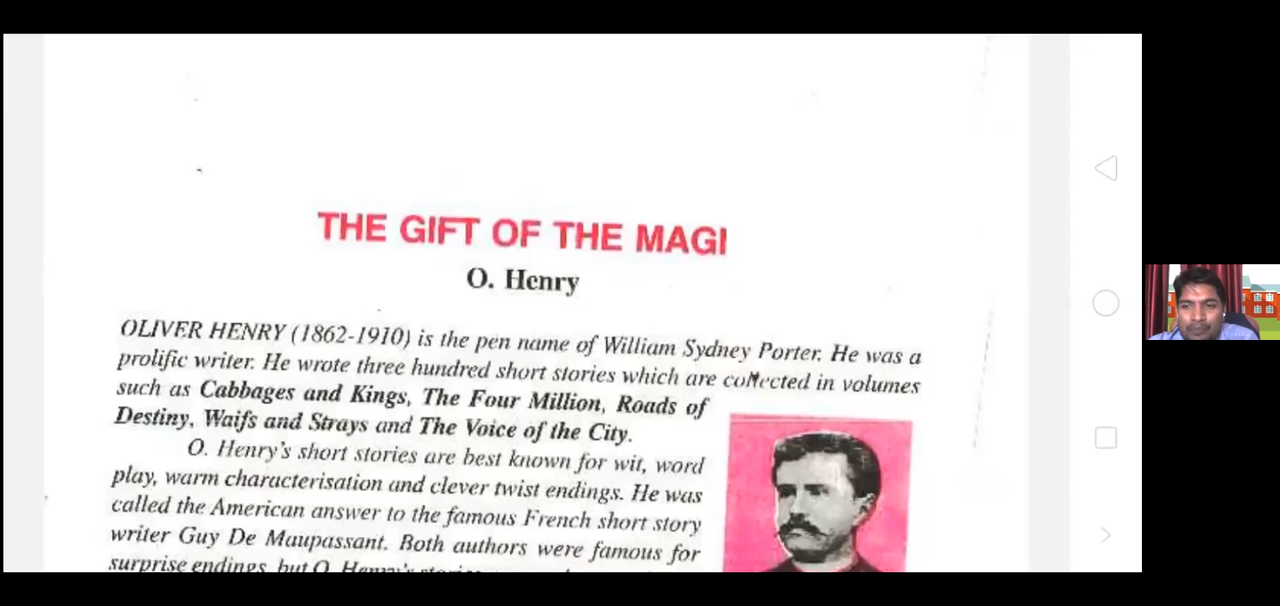 THE GIFT OF THE MAGI
O. Henry
OLIVER HENRY (1862-1910) is the pen name of William Sydney Porter. He was a
prolific writer. He wrote three hundred short stories which are collected in volumes
such as Cabbages and Kings, The Four Million, Roads of
Destiny, Waifs and Strays and The Voice of the City.
O. Henry's short stories are best known for wit, word
play, warm characterisation and clever twist endings. He was
called the American answer to the famous French short story
writer Guy De Maupassant. Both authors were famous for
surprise endings, but O. Henry's